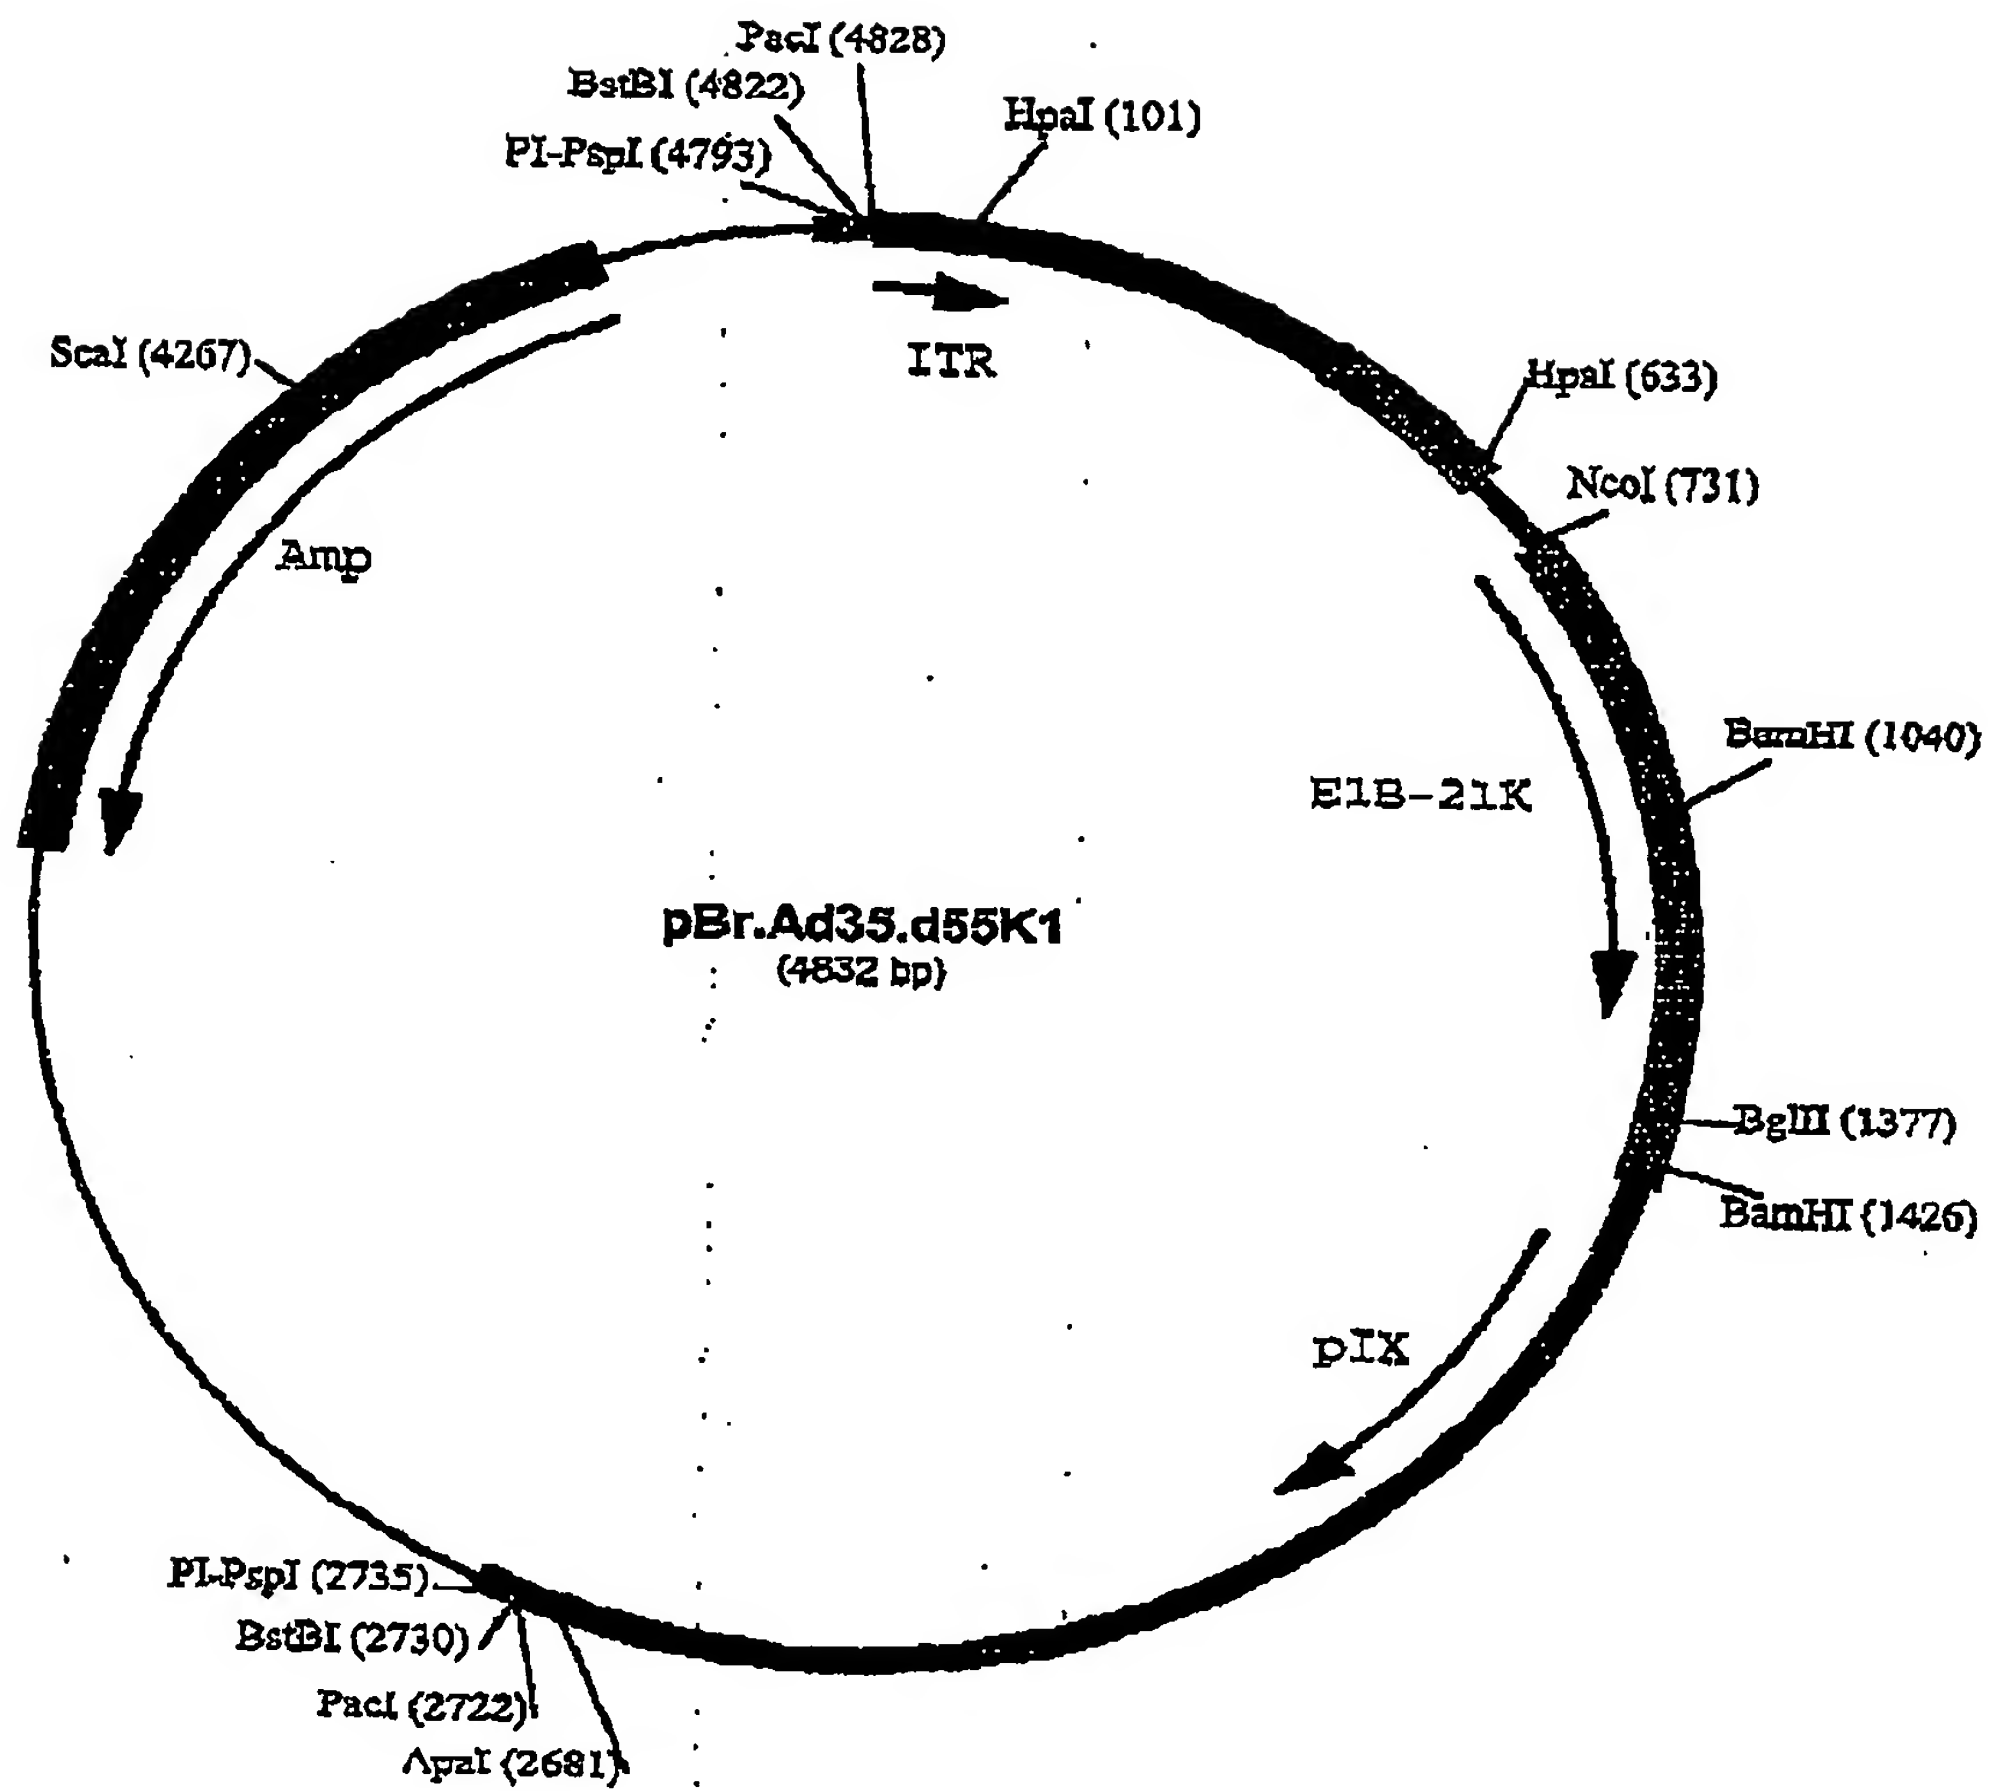 PacI (4828)
BstBI (4822)
HpaI (101)
PI-PspI (4793)
ScaI (4267)
ITR
HpaI (633)
NcoI (731)
Amp
BamHI (1040)
E1B-21K
pBr.Ad35.d55K1
(4832 bp)
BglII (1377)
BamHI (1426)
pIX
PI-PspI (2735)
BstBI (2730)
PacI (2722)
ApaI (2681)